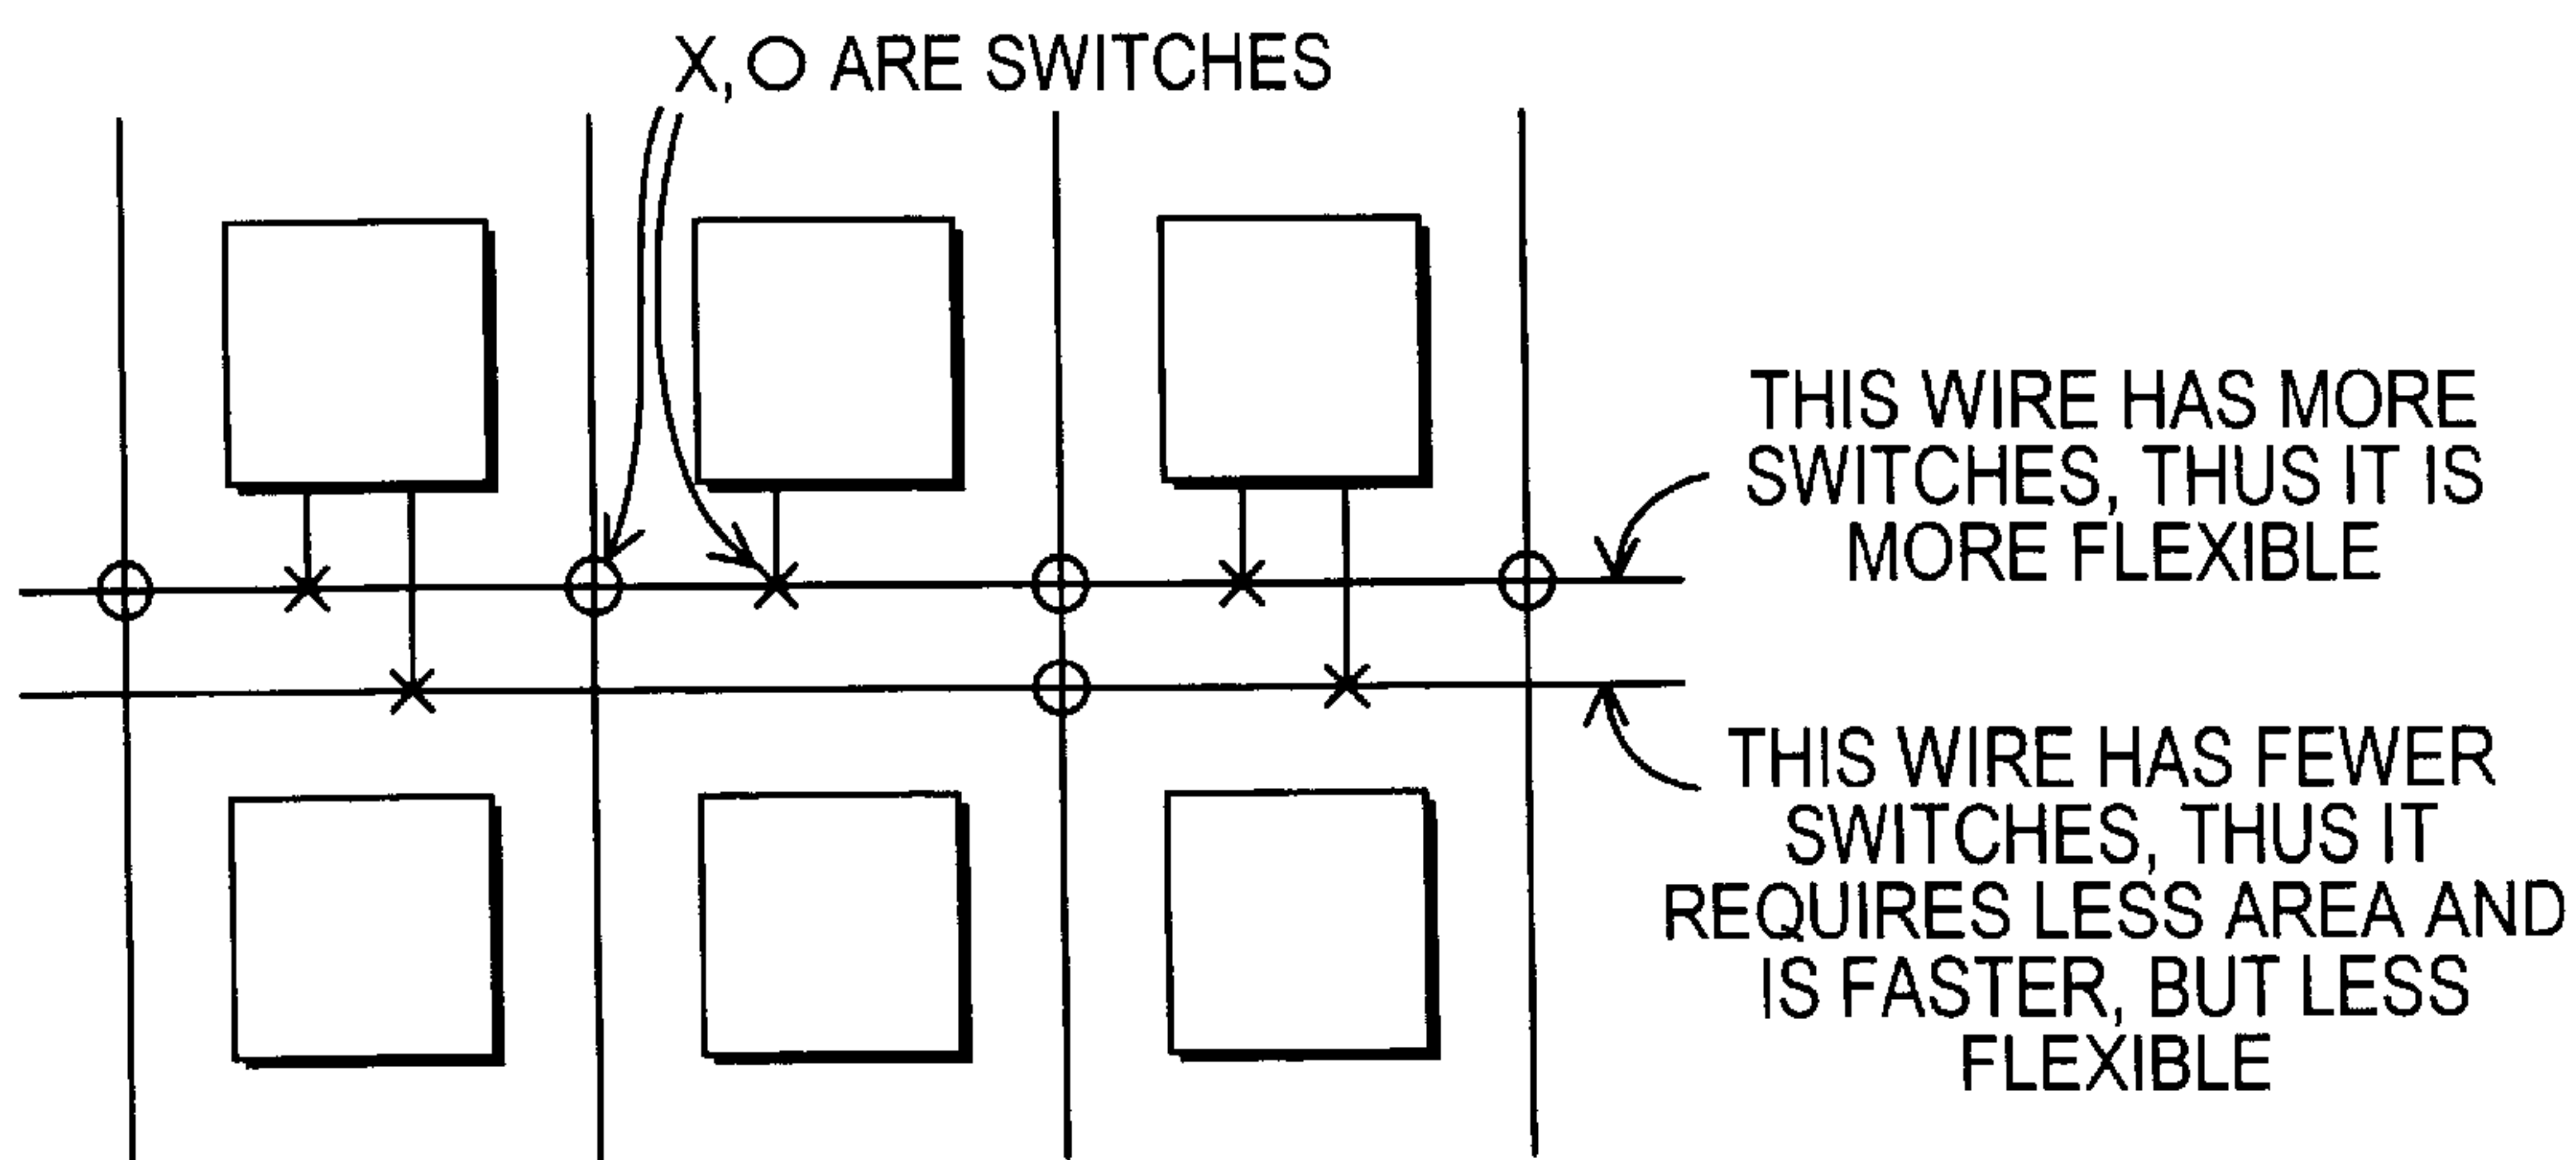 X, ○ ARE SWITCHES
THIS WIRE HAS MORE
SWITCHES, THUS IT IS
MORE FLEXIBLE
THIS WIRE HAS FEWER
SWITCHES, THUS IT
REQUIRES LESS AREA AND
IS FASTER, BUT LESS
FLEXIBLE